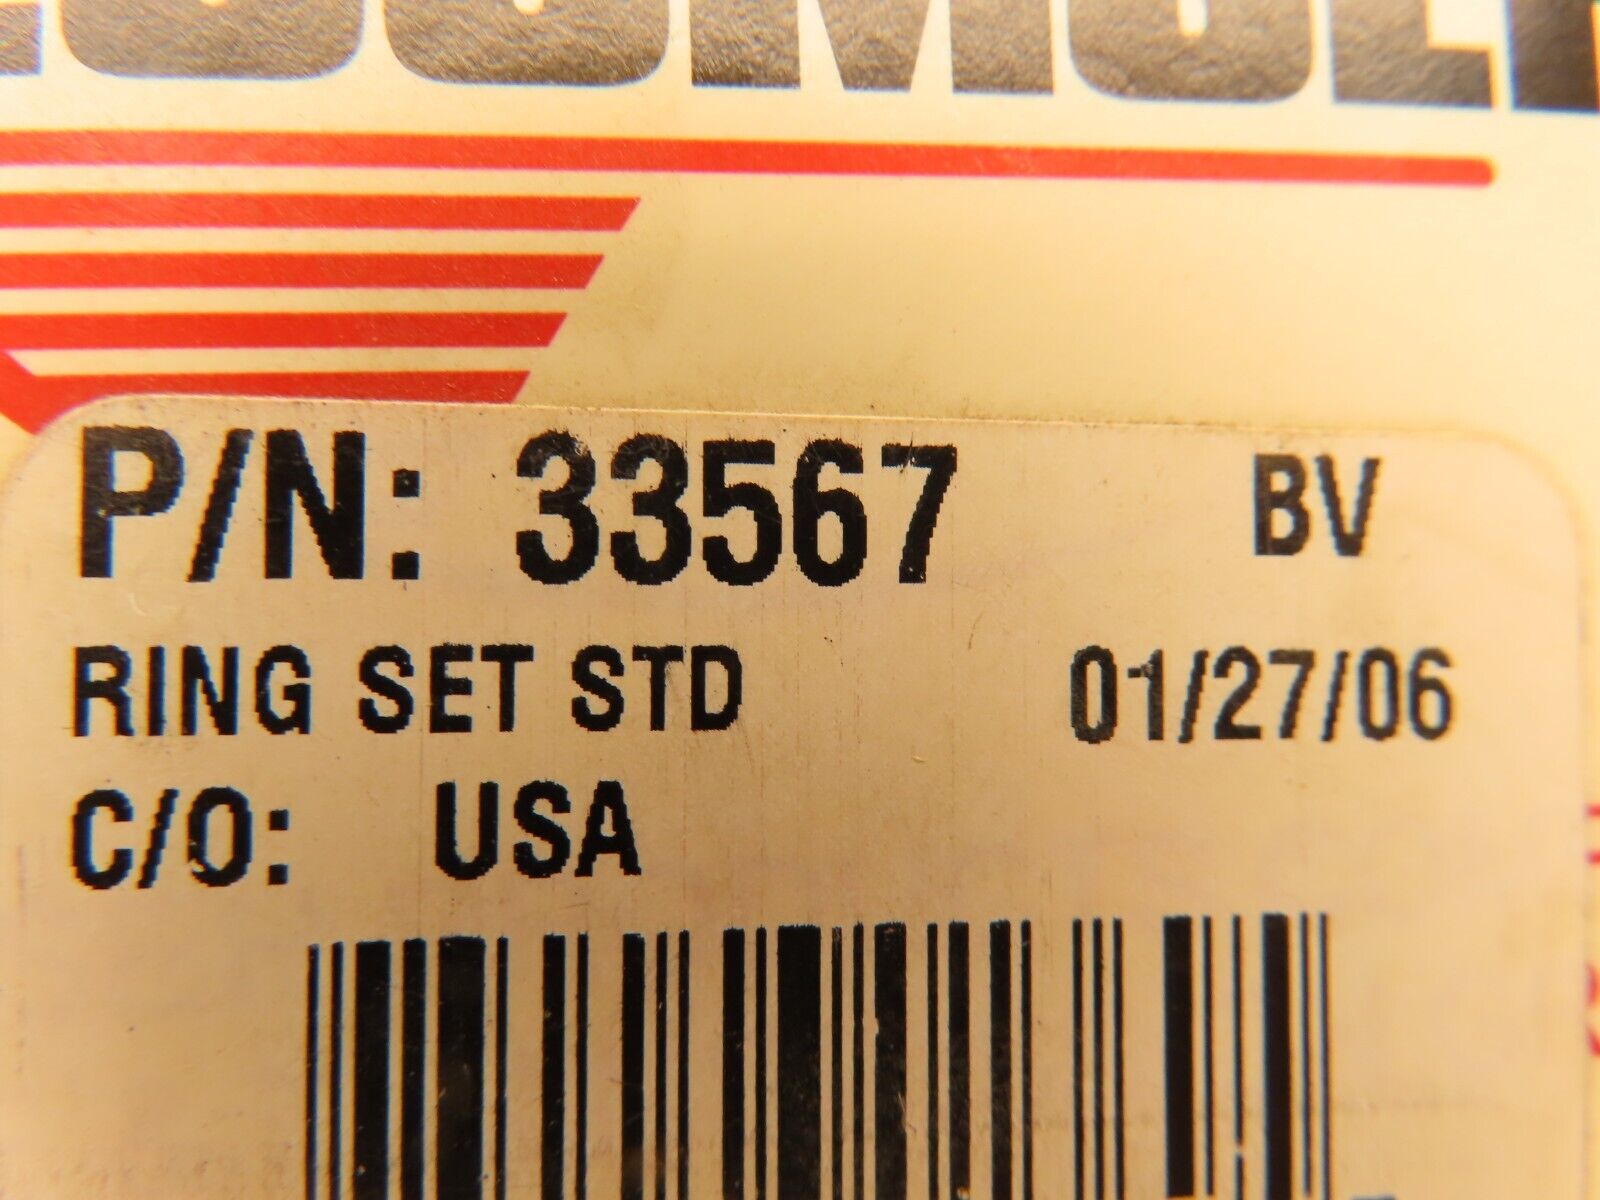 P/N: 33567 BV
RING SET STD 01/27/06
C/O: USA